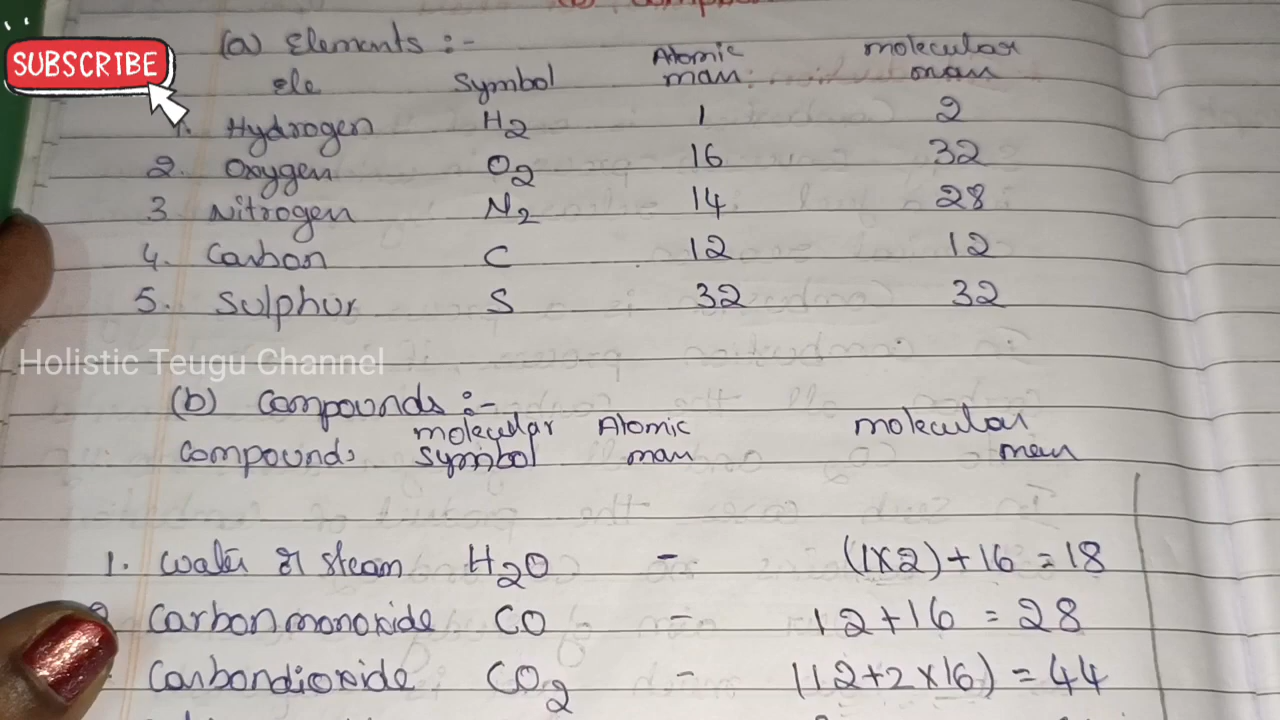 (b) Compou
(a) Elements :-
SUBSCRIBE
ele Symbol Atomic mass molecular mass
1. Hydrogen H2 1 2
2. Oxygen O2 16 32
3 Nitrogen N2 14 28
4. Carbon C 12 12
5. Sulphur S 32 32
Holistic Teugu Channel
(b) Compounds :-
Compounds molecular symbol Atomic mass molecular mass
1. Water or steam H2O - (1x2)+16 = 18
2 Carbonmonoxide CO - 12+16 = 28
Carbondioxide CO2 - (12+2x16) = 44